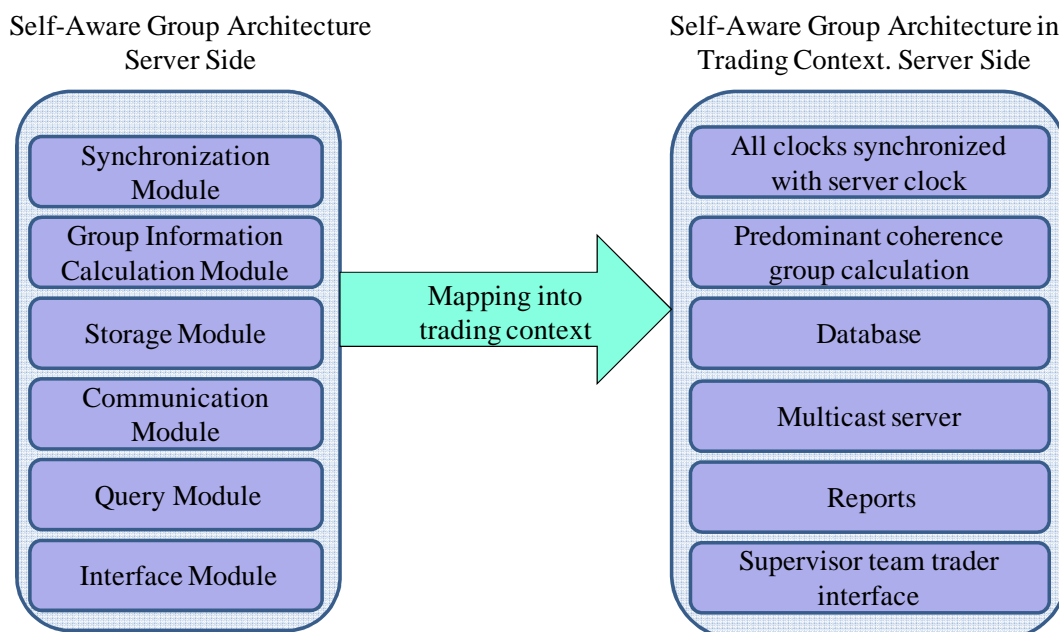 Self-Aware Group Architecture
Server Side
Synchronization
Module
Group Information
Calculation Module
Storage Module
Communication
Module
Query Module
Interface Module
Mapping into
trading context
Self-Aware Group Architecture in
Trading Context. Server Side
All clocks synchronized
with server clock
Predominant coherence
group calculation
Database
Multicast server
Reports
Supervisor team trader
interface